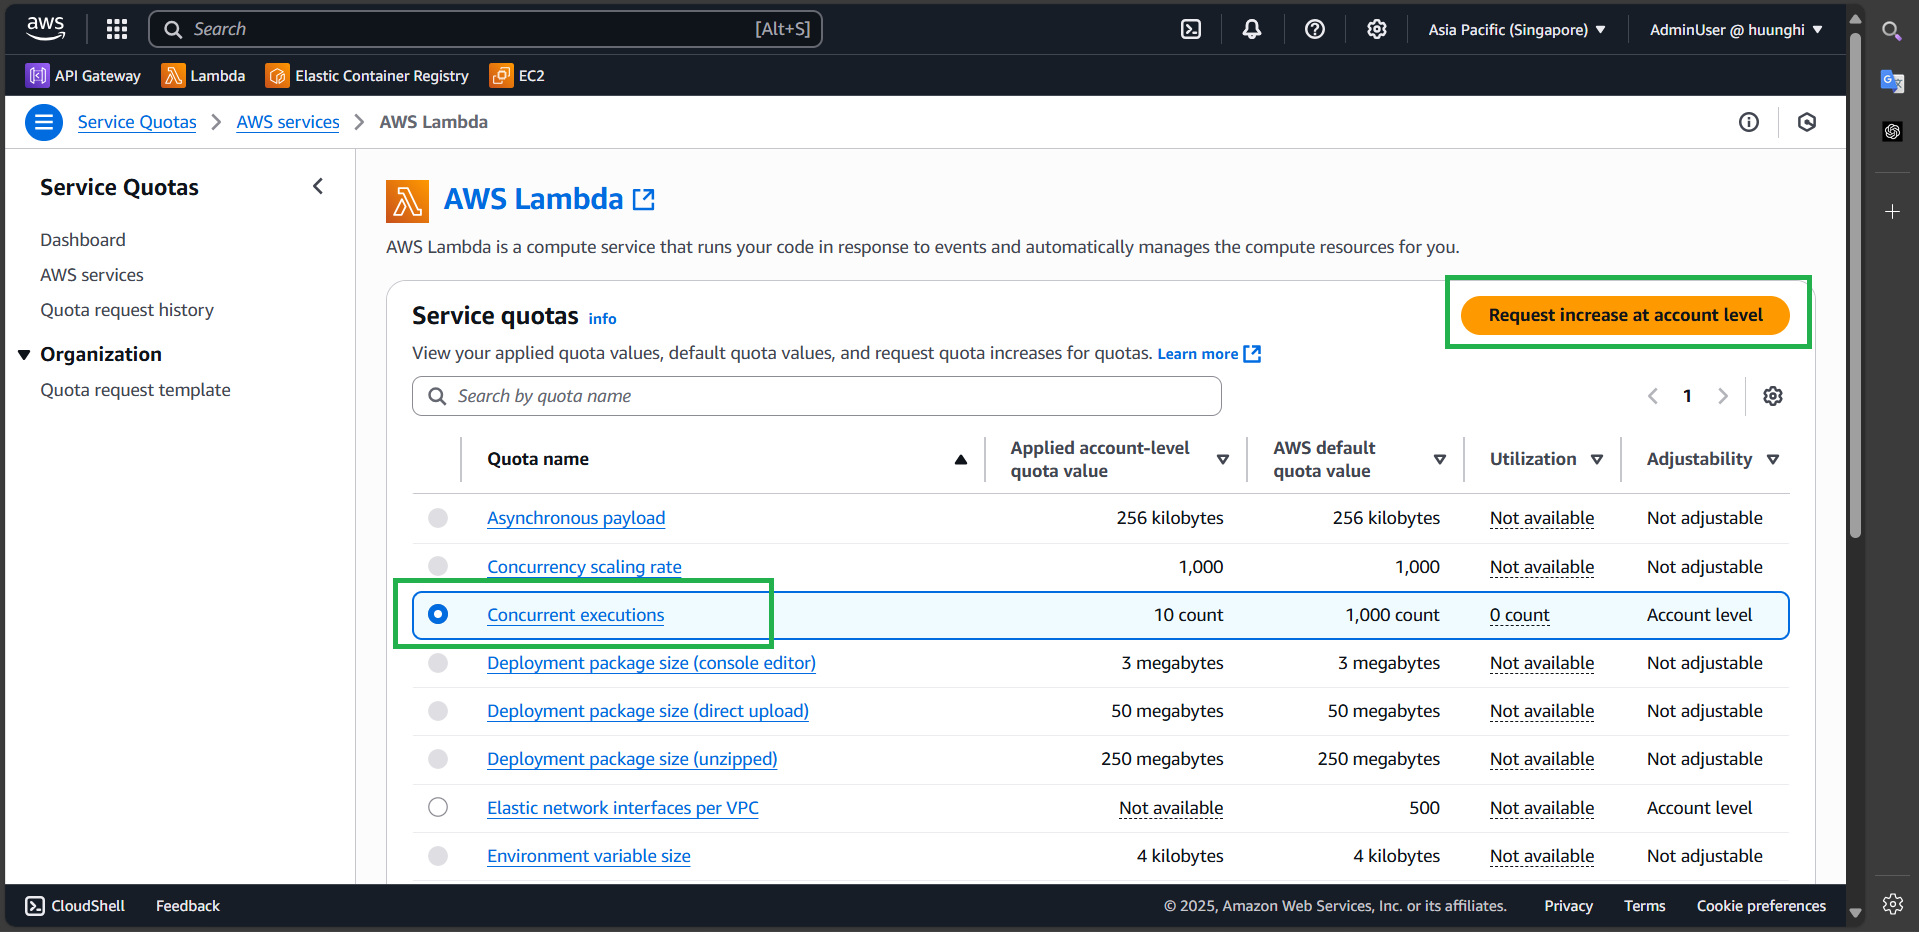 aws
Search [Alt+S]
Asia Pacific (Singapore) ▼
AdminUser @ huunghi ▼
API Gateway
Lambda
Elastic Container Registry
EC2
Service Quotas > AWS services > AWS Lambda
Service Quotas
Dashboard
AWS services
Quota request history
Organization
Quota request template
AWS Lambda
AWS Lambda is a compute service that runs your code in response to events and automatically manages the compute resources for you.
Service quotas info
Request increase at account level
View your applied quota values, default quota values, and request quota increases for quotas. Learn more
Search by quota name
1
Quota name | Applied account-level quota value | AWS default quota value | Utilization | Adjustability
Asynchronous payload 256 kilobytes 256 kilobytes Not available Not adjustable
Concurrency scaling rate 1,000 1,000 Not available Not adjustable
Concurrent executions 10 count 1,000 count 0 count Account level
Deployment package size (console editor) 3 megabytes 3 megabytes Not available Not adjustable
Deployment package size (direct upload) 50 megabytes 50 megabytes Not available Not adjustable
Deployment package size (unzipped) 250 megabytes 250 megabytes Not available Not adjustable
Elastic network interfaces per VPC Not available 500 Not available Account level
Environment variable size 4 kilobytes 4 kilobytes Not available Not adjustable
CloudShell Feedback © 2025, Amazon Web Services, Inc. or its affiliates. Privacy Terms Cookie preferences